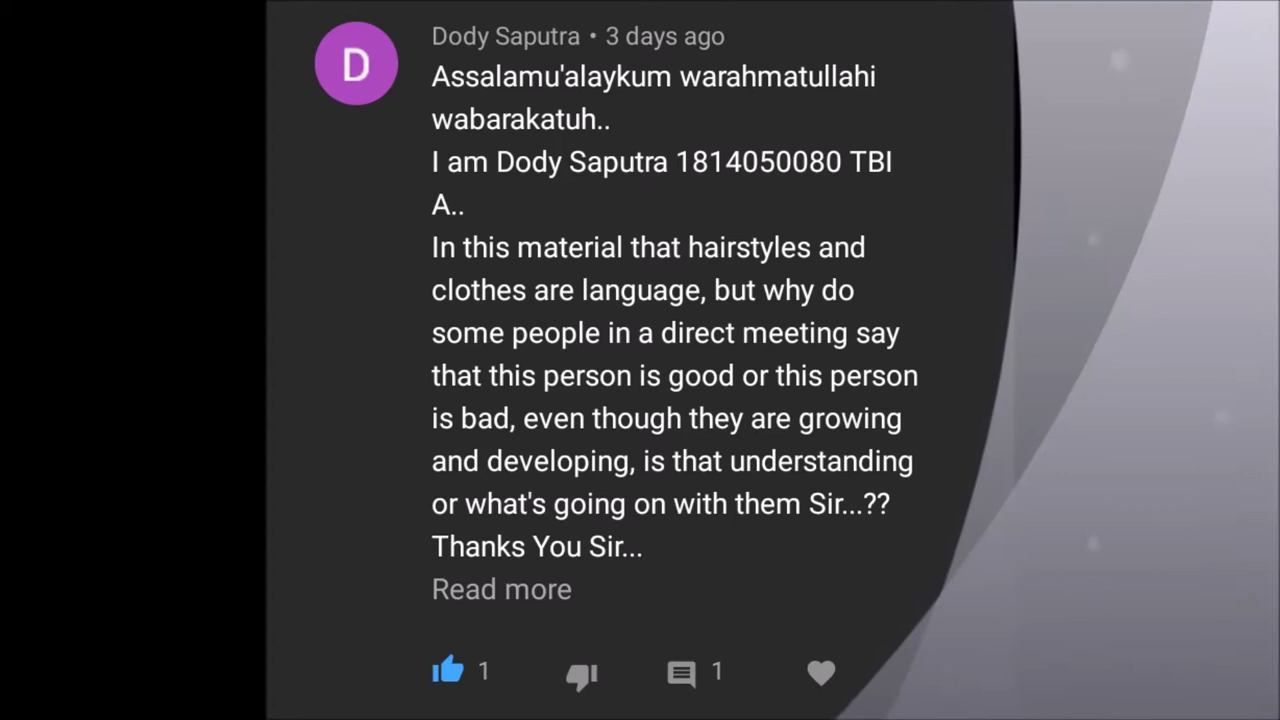 D
Dody Saputra • 3 days ago
Assalamu'alaykum warahmatullahi
wabarakatuh..
I am Dody Saputra 1814050080 TBI
A..
In this material that hairstyles and
clothes are language, but why do
some people in a direct meeting say
that this person is good or this person
is bad, even though they are growing
and developing, is that understanding
or what's going on with them Sir...??
Thanks You Sir...
Read more
1 1